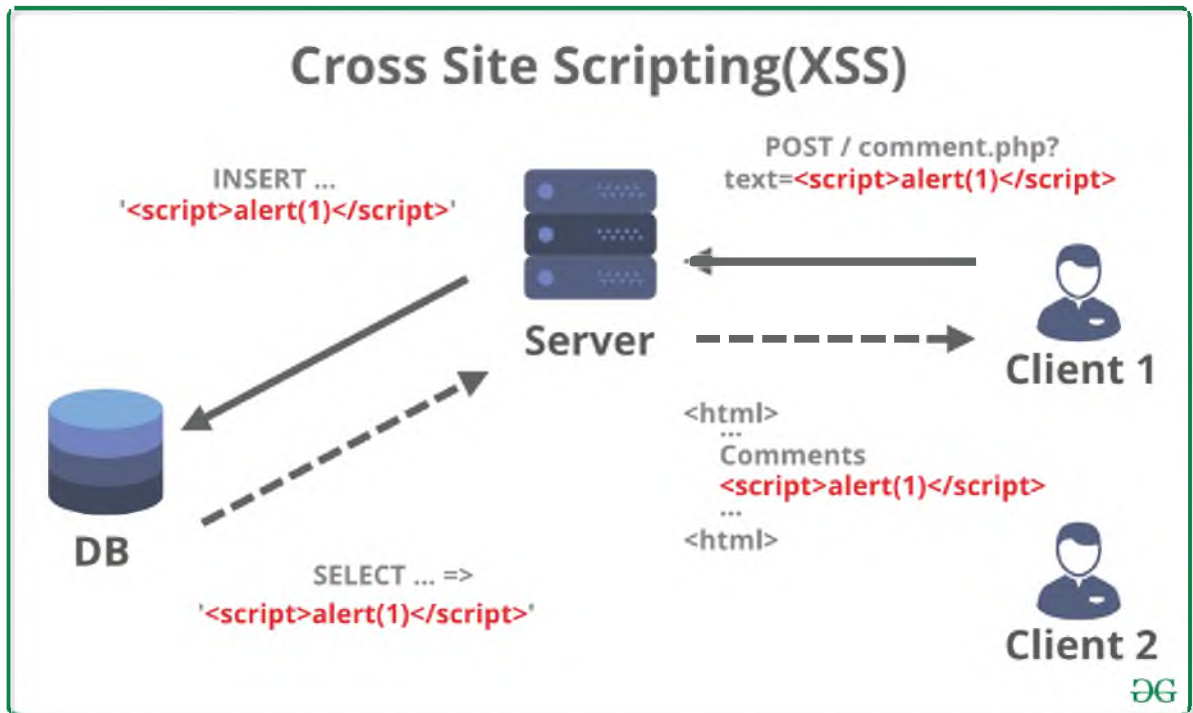 Cross Site Scripting(XSS)
INSERT ...
'<script>alert(1)</script>'
POST / comment.php?
text=<script>alert(1)</script>
Server
Client 1
<html>
...
Comments
<script>alert(1)</script>
...
<html>
DB
SELECT ... =>
'<script>alert(1)</script>'
Client 2